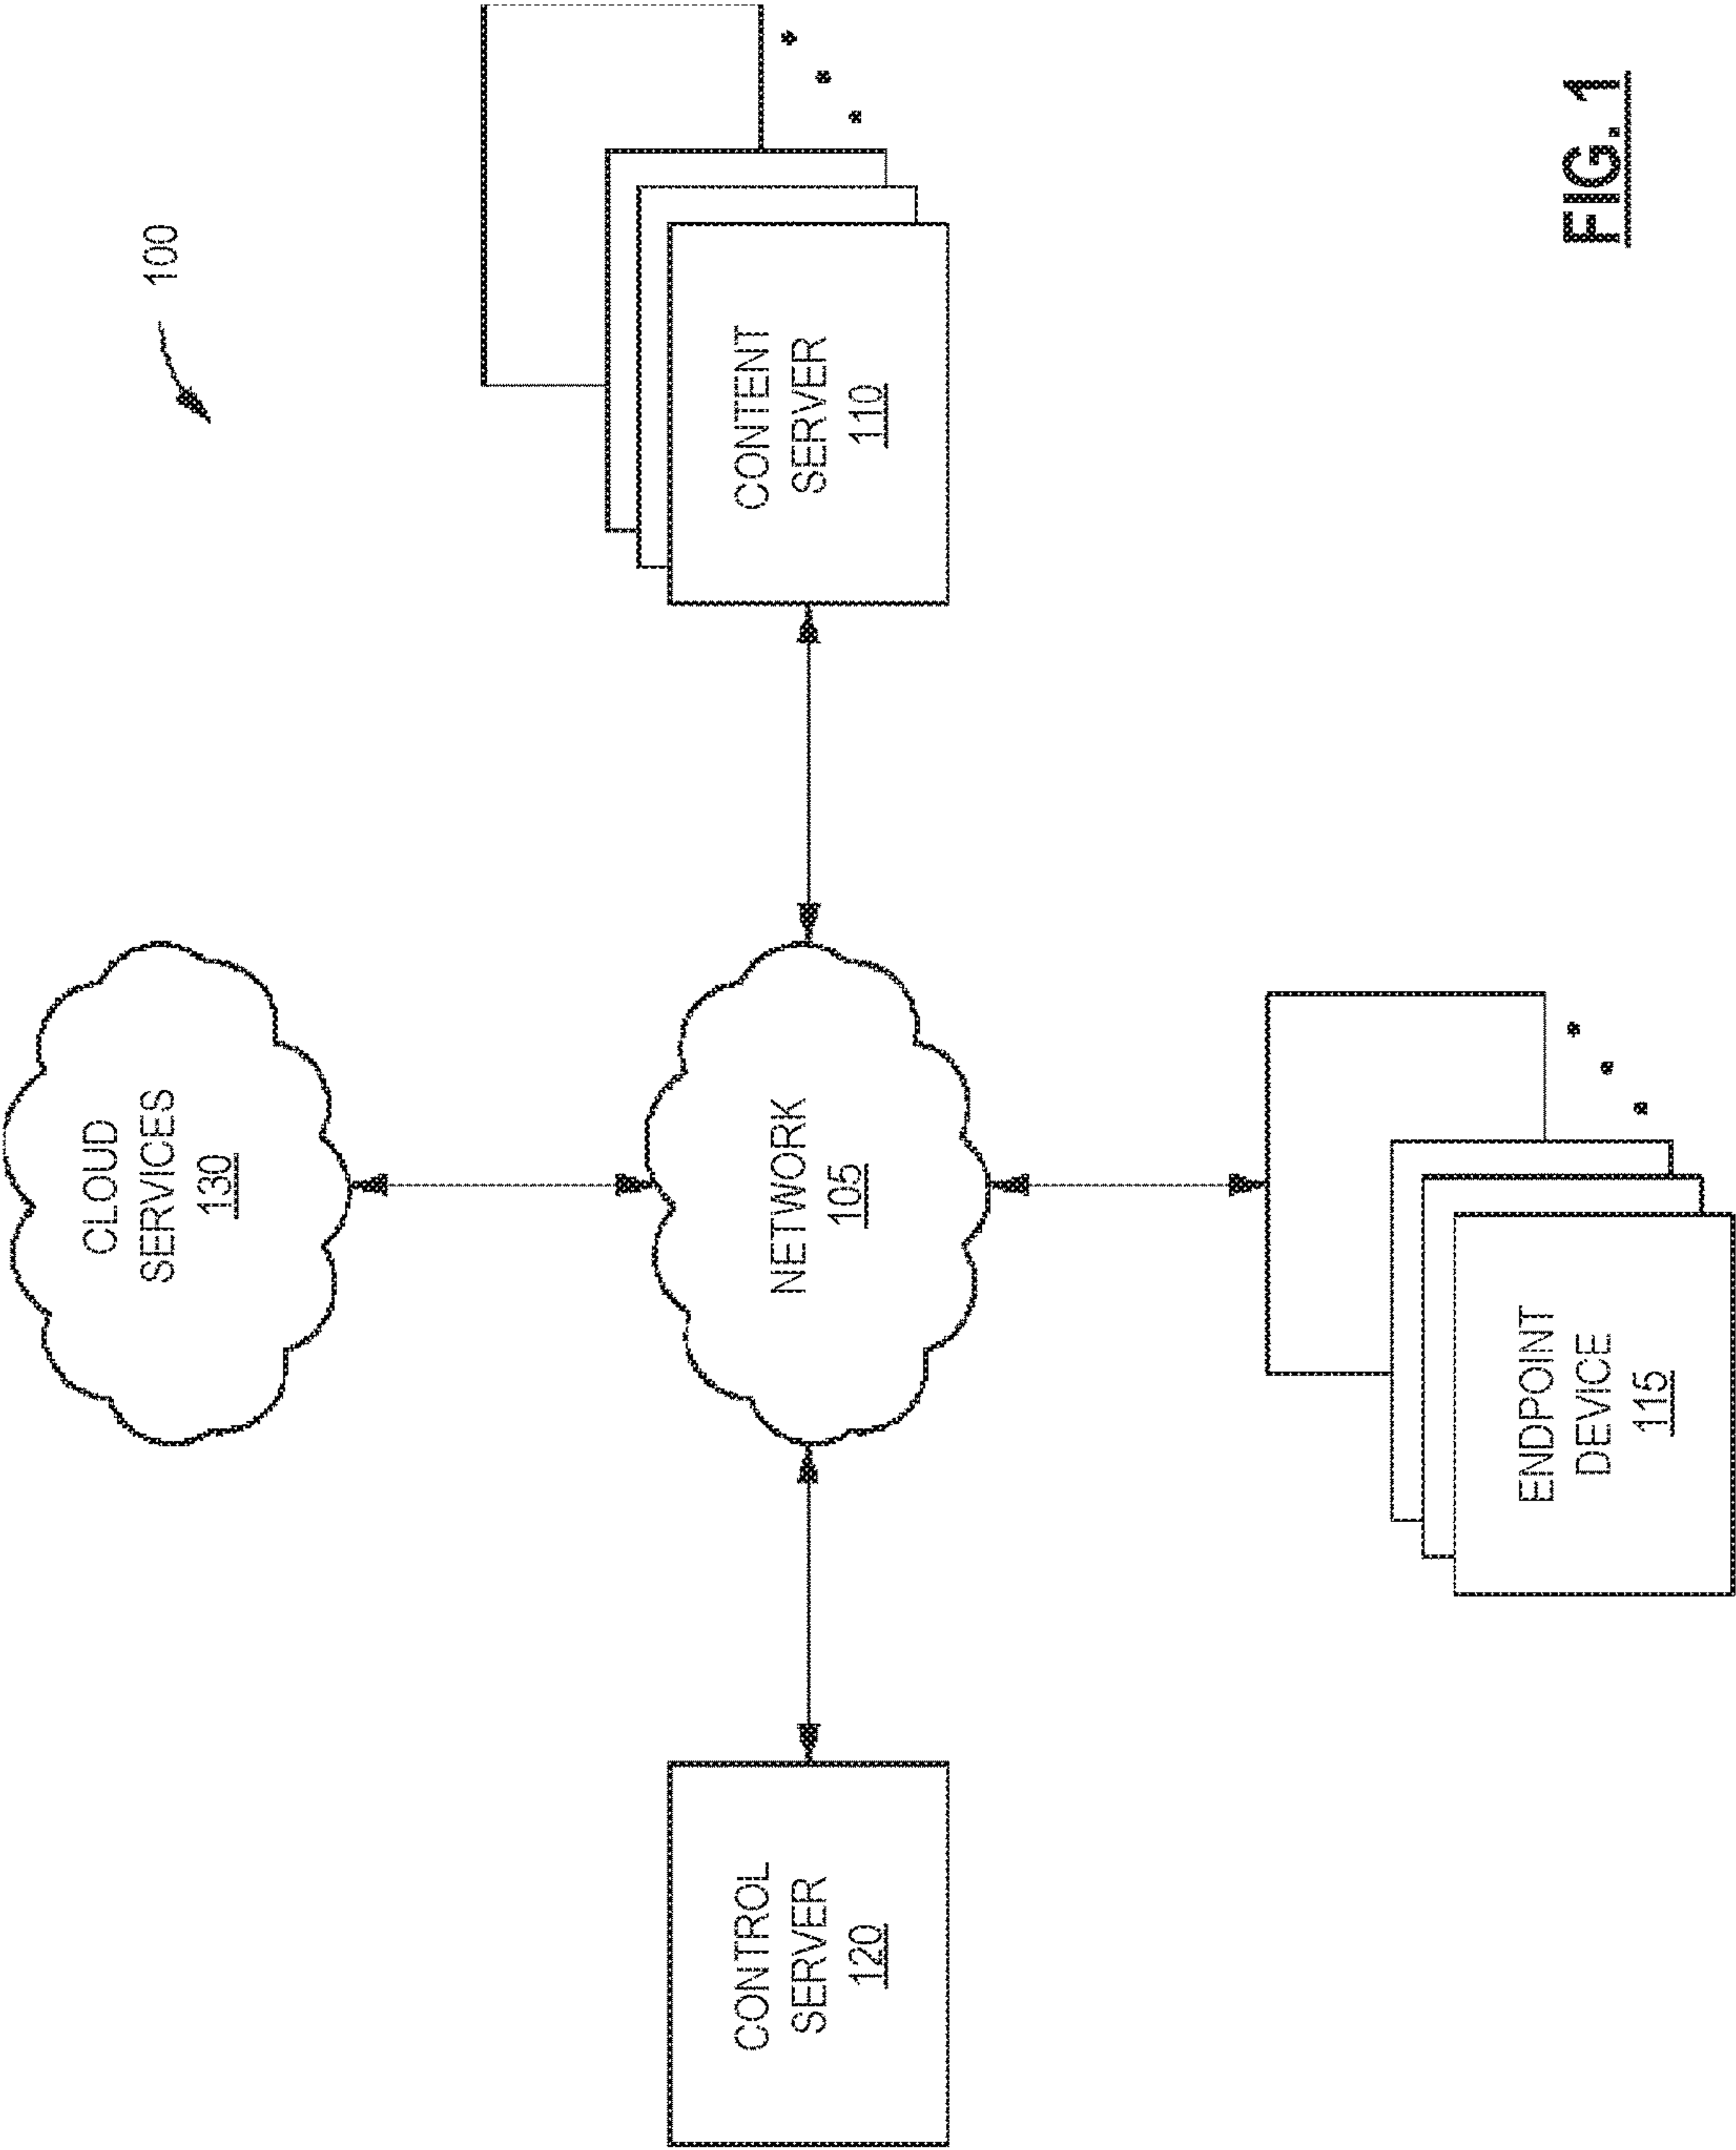 100
CLOUD
SERVICES
130
CONTROL
SERVER
120
NETWORK
105
CONTENT
SERVER
110
ENDPOINT
DEVICE
115
FIG. 1